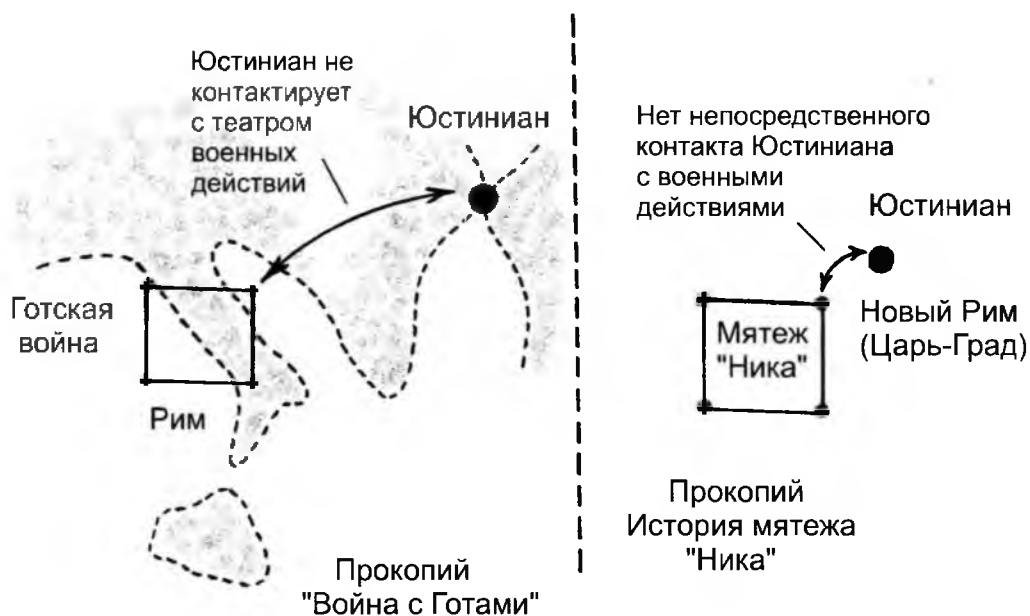 Юстиниан не
контактирует
с театром
военных
действий
Юстиниан
Готская
война
Рим
Прокопий
"Война с Готами"
Нет непосредственного
контакта Юстиниана
с военными
действиями
Юстиниан
Новый Рим
(Царь-Град)
Мятеж
"Ника"
Прокопий
История мятежа
"Ника"